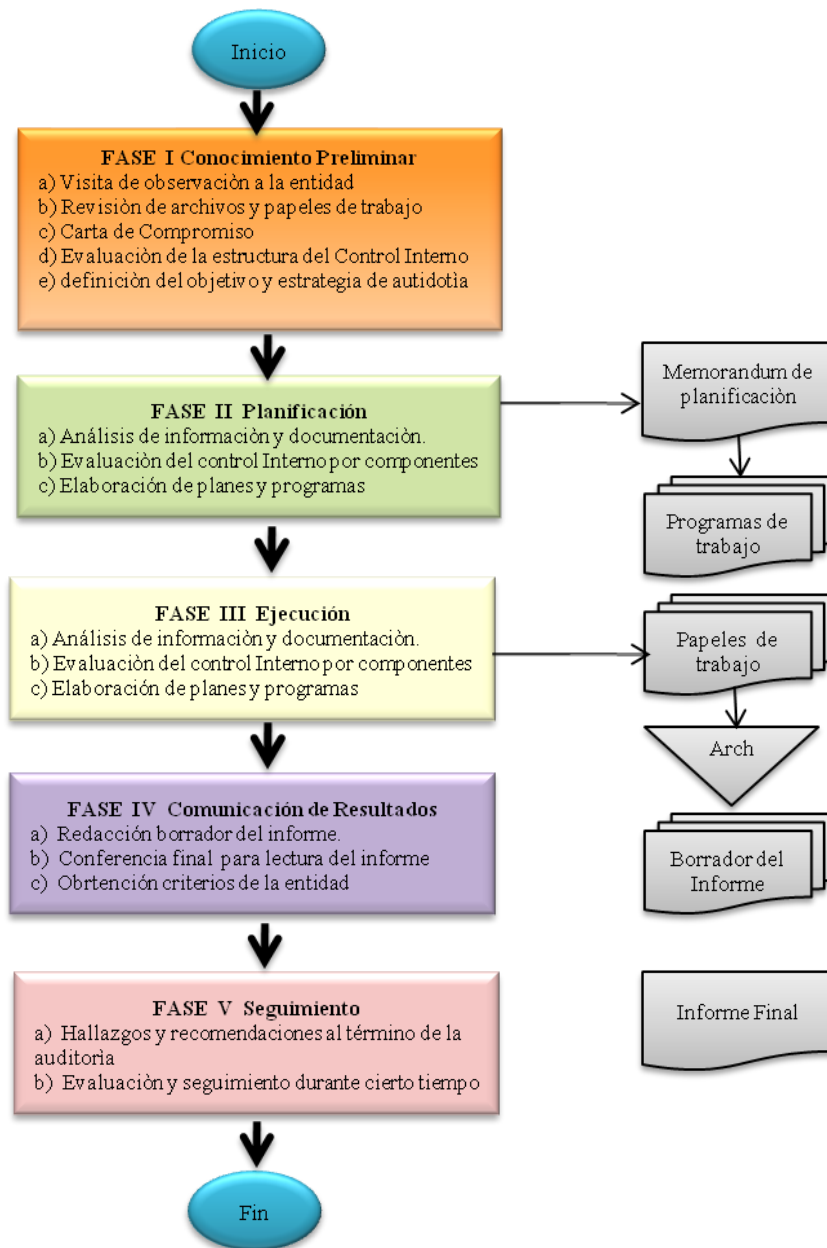 Inicio
FASE I Conocimiento Preliminar
a) Visita de observaciòn a la entidad
b) Revisiòn de archivos y papeles de trabajo
c) Carta de Compromiso
d) Evaluaciòn de la estructura del Control Interno
e) definiciòn del objetivo y estrategia de autidotìa
FASE II Planificación
a) Análisis de informaciòn y documentaciòn.
b) Evaluaciòn del control Interno por componentes
c) Elaboración de planes y programas
Memorandum de
planificaciòn
Programas de
trabajo
FASE III Ejecución
a) Análisis de informaciòn y documentaciòn.
b) Evaluaciòn del control Interno por componentes
c) Elaboración de planes y programas
Papeles de
trabajo
Arch
FASE IV Comunicación de Resultados
a) Redacción borrador del informe.
b) Conferencia final para lectura del informe
c) Obrtención criterios de la entidad
Borrador del
Informe
FASE V Seguimiento
a) Hallazgos y recomendaciones al término de la
auditorìa
b) Evaluaciòn y seguimiento durante cierto tiempo
Informe Final
Fin